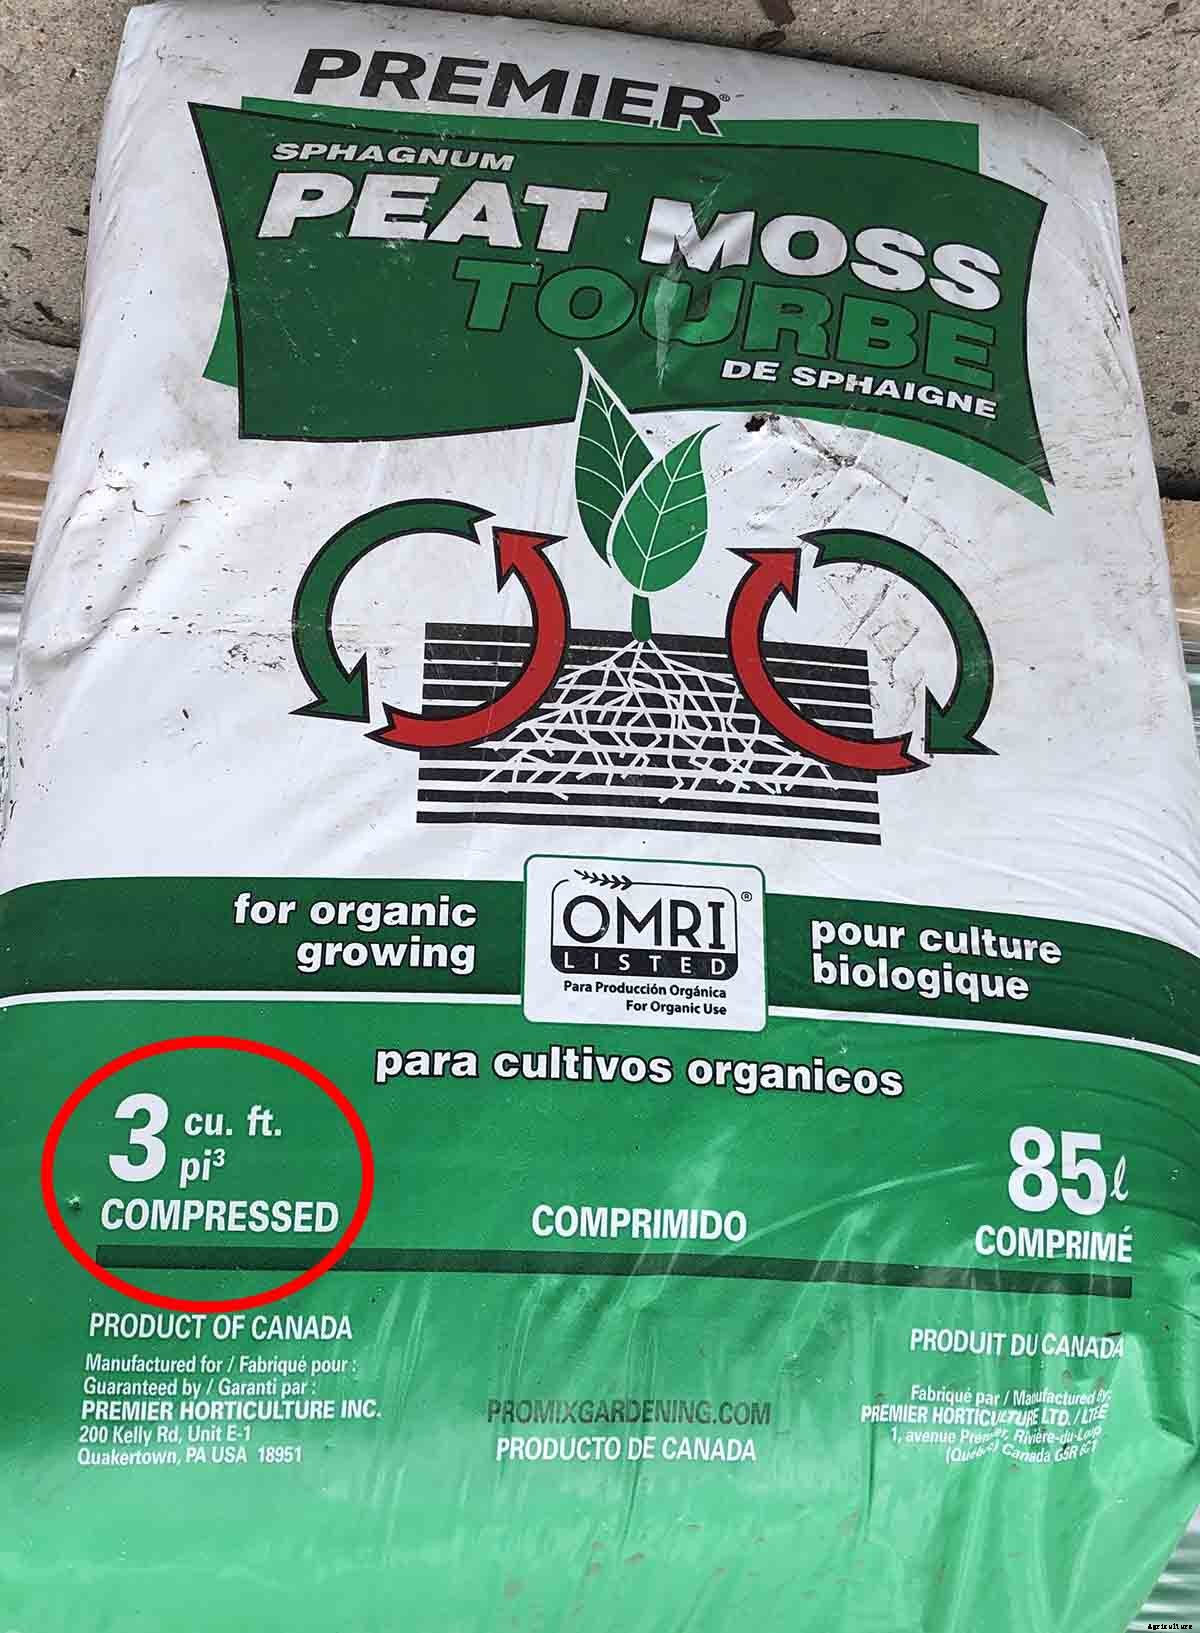 PREMIER®
SPHAGNUM
PEAT MOSS
TOURBE
DE SPHAIGNE
for organic
growing
OMRI®
LISTED
Para Producción Orgánica
For Organic Use
pour culture
biologique
para cultivos organicos
3 cu. ft.
pi³
COMPRESSED
COMPRIMIDO
85ℓ
COMPRIMÉ
PRODUCT OF CANADA
Manufactured for / Fabriqué pour :
Guaranteed by / Garanti par :
PREMIER HORTICULTURE INC.
200 Kelly Rd, Unit E-1
Quakertown, PA USA 18951
PROMIXGARDENING.COM
PRODUCTO DE CANADA
PRODUIT DU CANADA
Fabriqué par / Manufactured by:
PREMIER HORTICULTURE LTD. / LTÉE
1, avenue Premier, Rivière-du-Loup
(Québec) Canada G5R 6C1
Agriculture